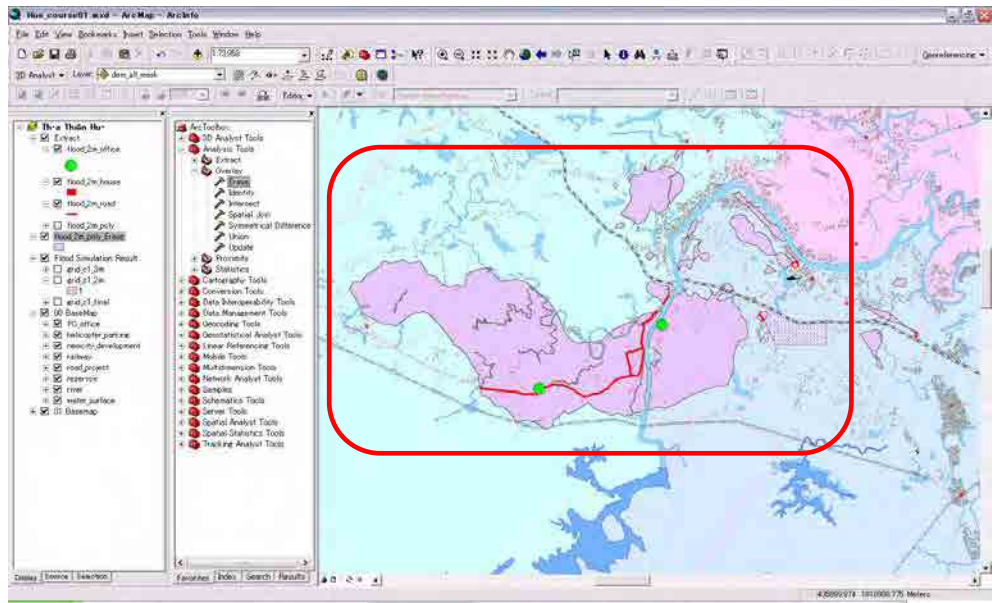 Hue_course01.mxd - ArcMap - ArcInfo
File Edit View Bookmarks Insert Selection Tools Window Help
Georeferencing
3D Analyst Layer: dem_alt_mask
Editor
Extract
flood_2m_office
flood_2m_house
flood_2m_road
flood_2m_poly
flood_2m_poly_Erase
Flood Simulation Result
grid_c1_3m
grid_c1_2m
1
grid_c1_final
00 BaseMap
PC_office
helicopter_parking
newcity_development
railway
road_project
reservoir
river
water_surface
01 Basemap
Display Source Selection
ArcToolbox
3D Analyst Tools
Analysis Tools
Extract
Overlay
Erase
Identity
Intersect
Spatial Join
Symmetrical Difference
Union
Update
Proximity
Statistics
Cartography Tools
Conversion Tools
Data Interoperability Tools
Data Management Tools
Geocoding Tools
Geostatistical Analyst Tools
Linear Referencing Tools
Mobile Tools
Multidimension Tools
Network Analyst Tools
Samples
Schematics Tools
Server Tools
Spatial Analyst Tools
Spatial Statistics Tools
Tracking Analyst Tools
Favorites Index Search Results
Meters